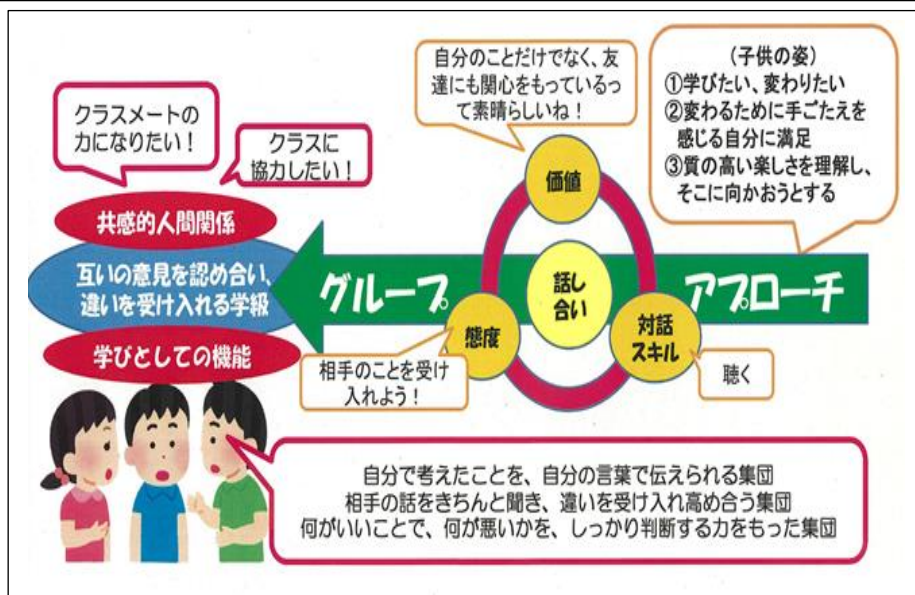 自分のことだけでなく、友
達にも関心をもっているっ
て素晴らしいね！
（子供の姿）
①学びたい、変わりたい
②変わるために手ごたえを
感じる自分に満足
③質の高い楽しさを理解し、
そこに向かおうとする
クラスメートの
力になりたい！
クラスに
協力したい！
共感的人間関係
互いの意見を認め合い、
違いを受け入れる学級
学びとしての機能
グループ
アプローチ
価値
話し
合い
態度
対話
スキル
相手のことを受け
入れよう！
聴く
自分で考えたことを、自分の言葉で伝えられる集団
相手の話をきちんと聞き、違いを受け入れ高め合う集団
何がいいことで、何が悪いかを、しっかり判断する力をもった集団